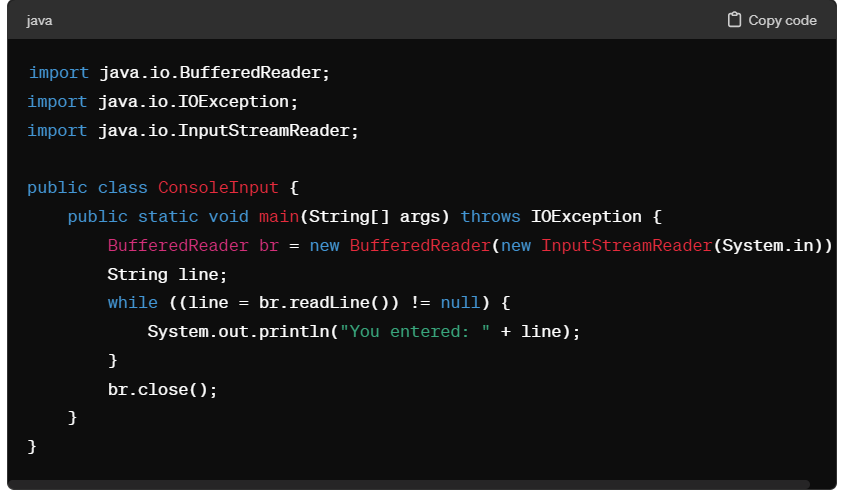 java
Copy code
import java.io.BufferedReader;
import java.io.IOException;
import java.io.InputStreamReader;
public class ConsoleInput {
    public static void main(String[] args) throws IOException {
        BufferedReader br = new BufferedReader(new InputStreamReader(System.in))
        String line;
        while ((line = br.readLine()) != null) {
            System.out.println("You entered: " + line);
        }
        br.close();
    }
}